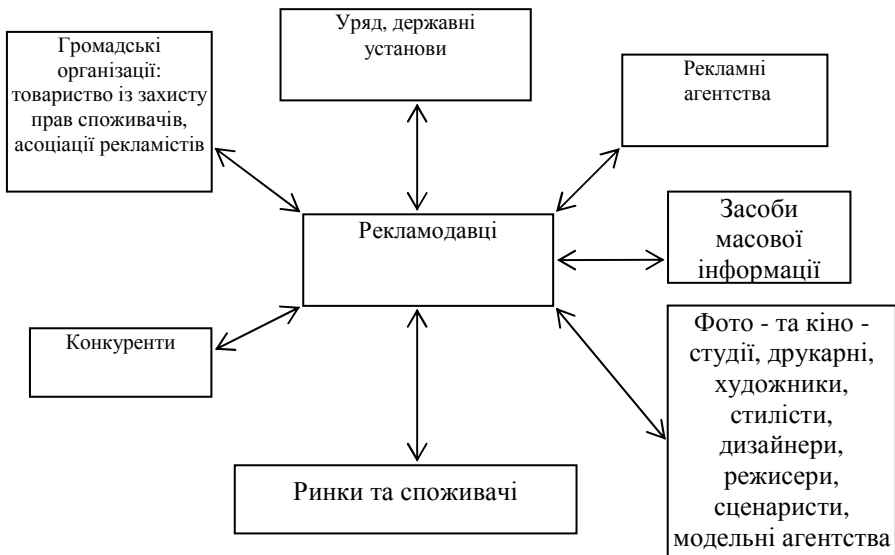 Громадські
організації:
товариство із захисту
прав споживачів,
асоціації рекламістів
Уряд, державні
установи
Рекламні
агентства
Рекламодавці
Засоби
масової
інформації
Конкуренти
Фото - та кіно -
студії, друкарні,
художники,
стилісти,
дизайнери,
режисери,
сценаристи,
модельні агентства
Ринки та споживачі